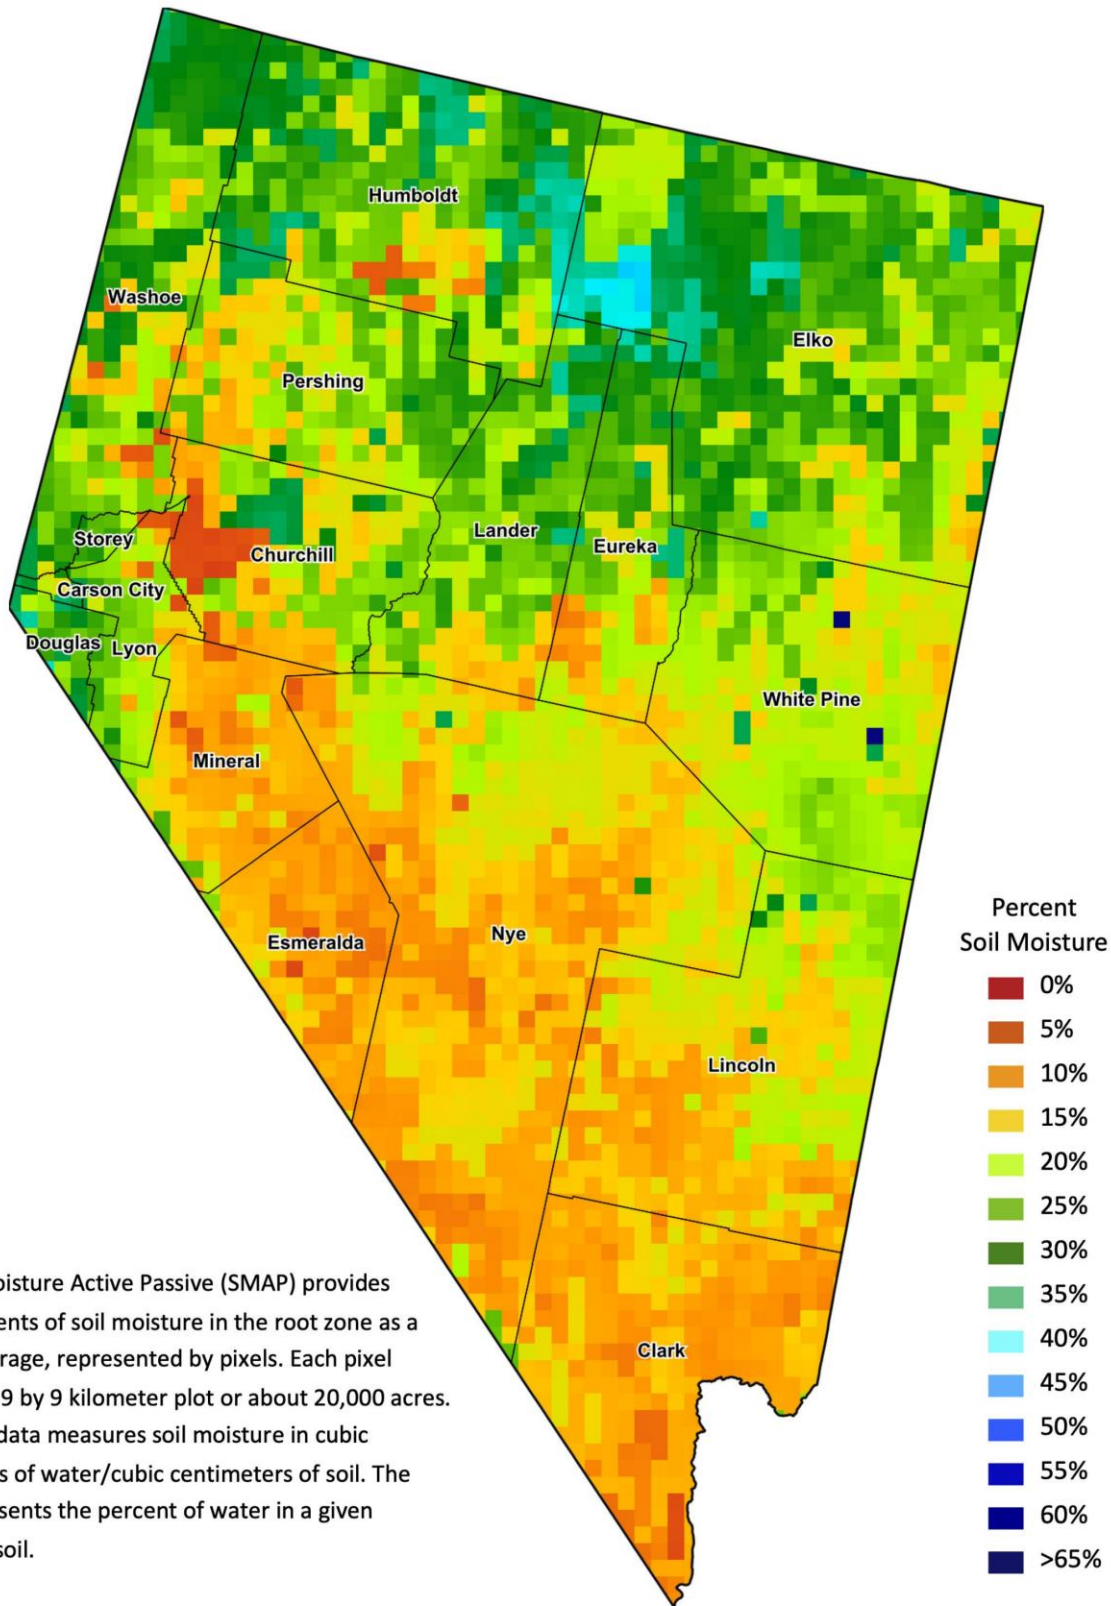 Humboldt
Washoe
Elko
Pershing
Storey
Churchill
Lander
Eureka
Carson City
Douglas
Lyon
White Pine
Mineral
Esmeralda
Nye
Lincoln
Clark
Percent
Soil Moisture
0%
5%
10%
15%
20%
25%
30%
35%
40%
45%
50%
55%
60%
>65%
oisture Active Passive (SMAP) provides
ents of soil moisture in the root zone as a
rage, represented by pixels. Each pixel
9 by 9 kilometer plot or about 20,000 acres.
data measures soil moisture in cubic
s of water/cubic centimeters of soil. The
sents the percent of water in a given
soil.